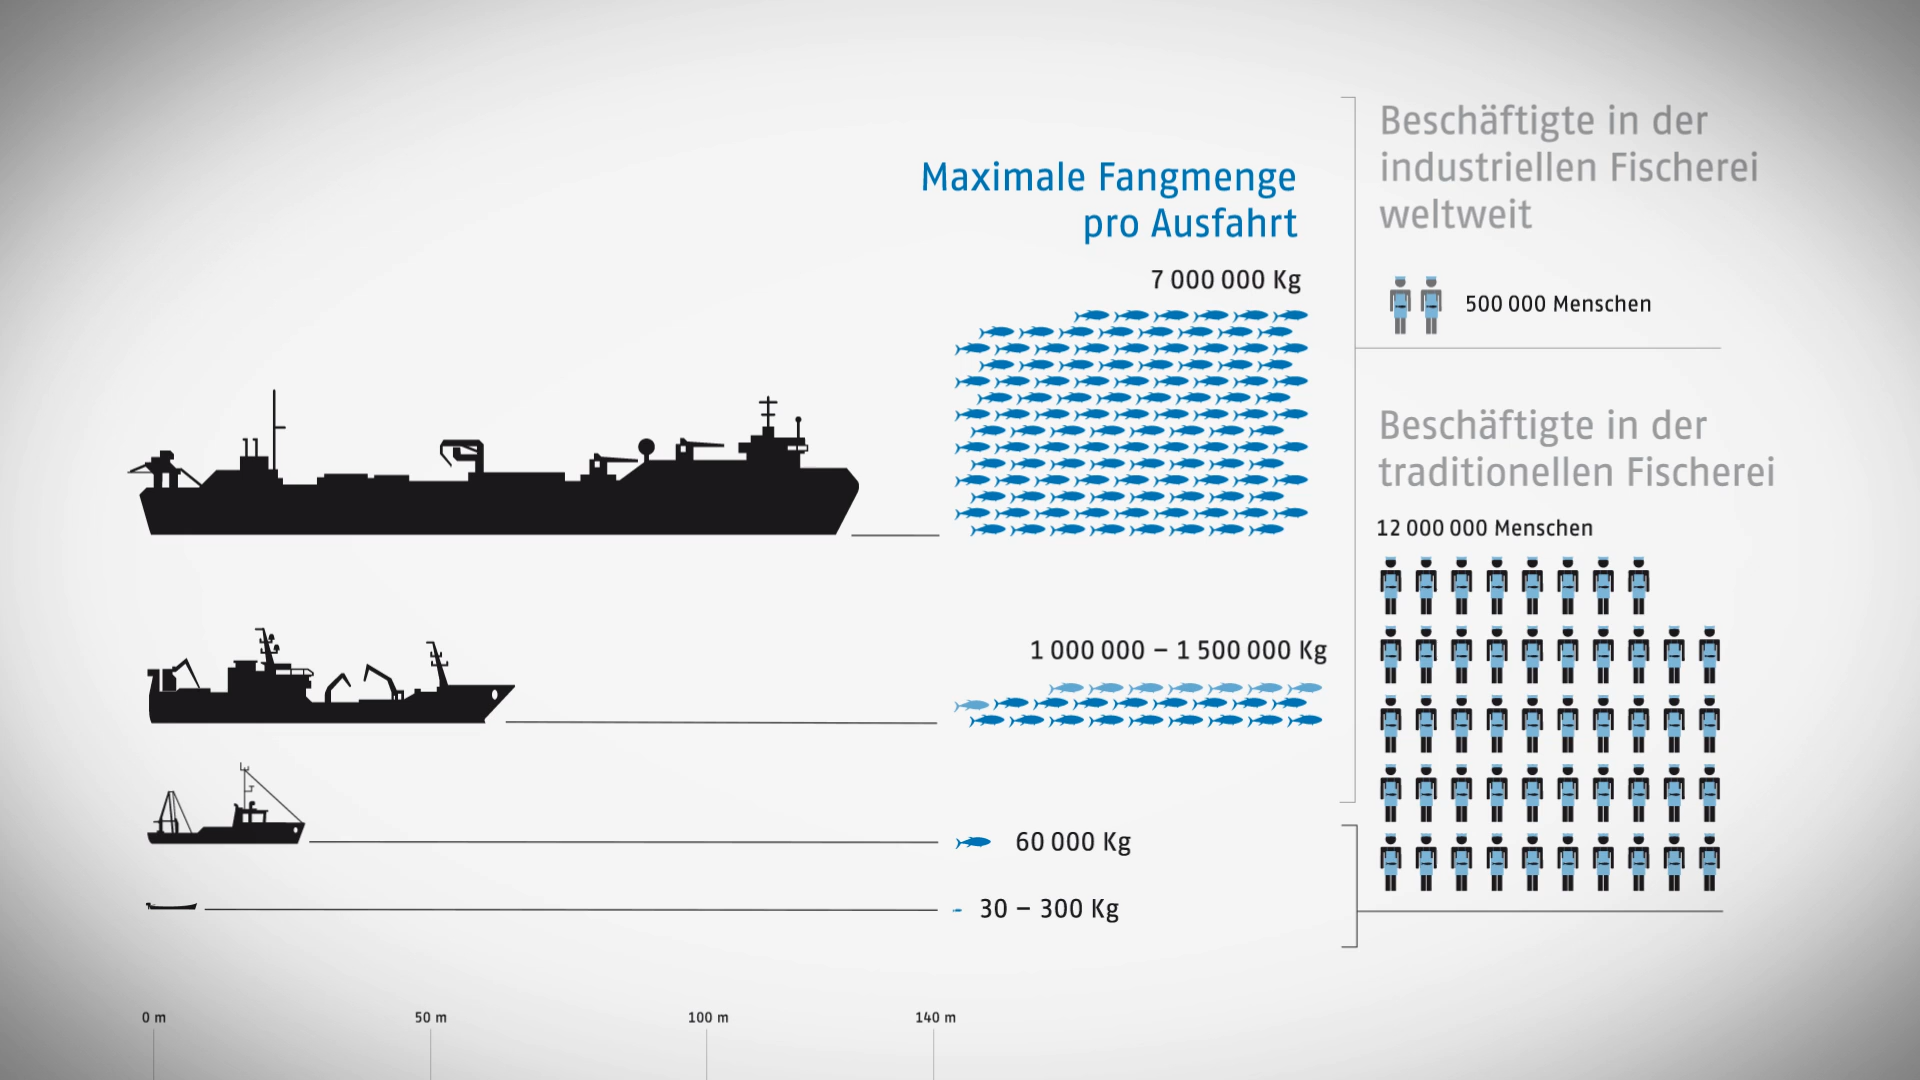 Maximale Fangmenge
pro Ausfahrt
7 000 000 Kg
1 000 000 – 1 500 000 Kg
60 000 Kg
30 – 300 Kg
Beschäftigte in der
industriellen Fischerei
weltweit
500 000 Menschen
Beschäftigte in der
traditionellen Fischerei
12 000 000 Menschen
0 m
50 m
100 m
140 m